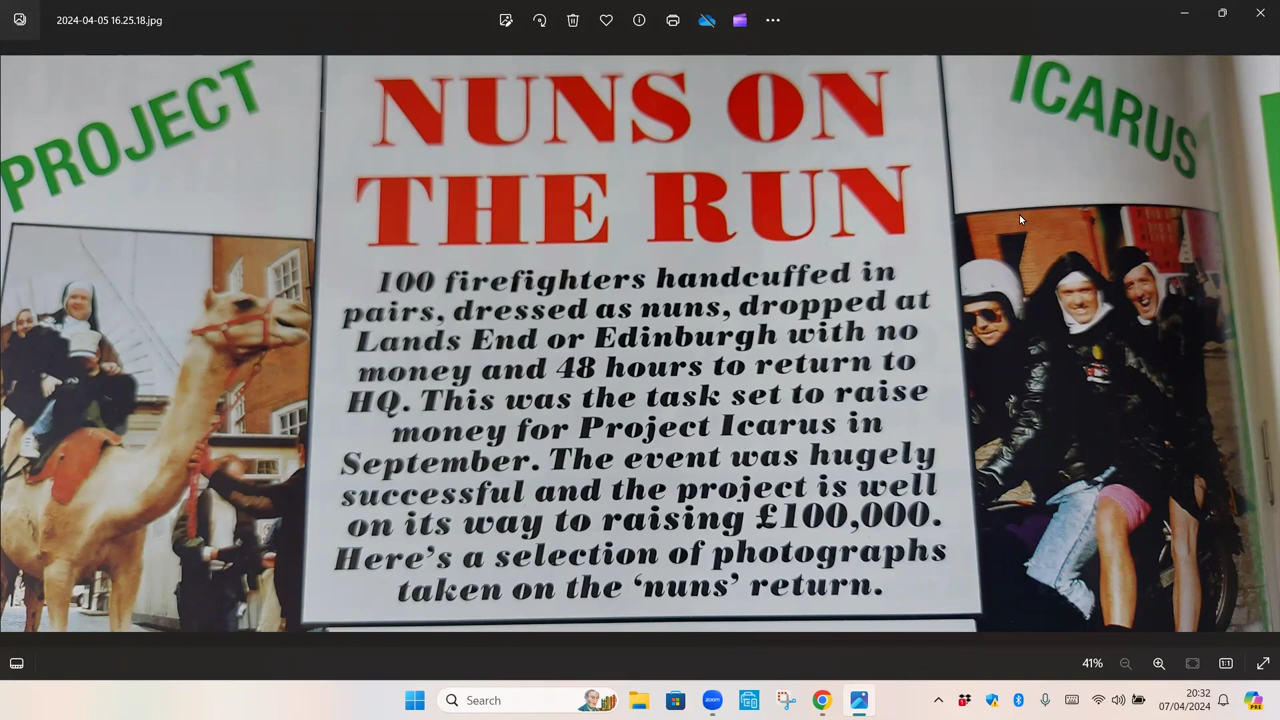 2024-04-05 16.25.18.jpg
PROJECT
NUNS ON
THE RUN
ICARUS
100 firefighters handcuffed in
pairs, dressed as nuns, dropped at
Lands End or Edinburgh with no
money and 48 hours to return to
HQ. This was the task set to raise
money for Project Icarus in
September. The event was hugely
successful and the project is well
on its way to raising £100,000.
Here's a selection of photographs
taken on the 'nuns' return.
41%
Search
zoom
PRE
20:32
07/04/2024